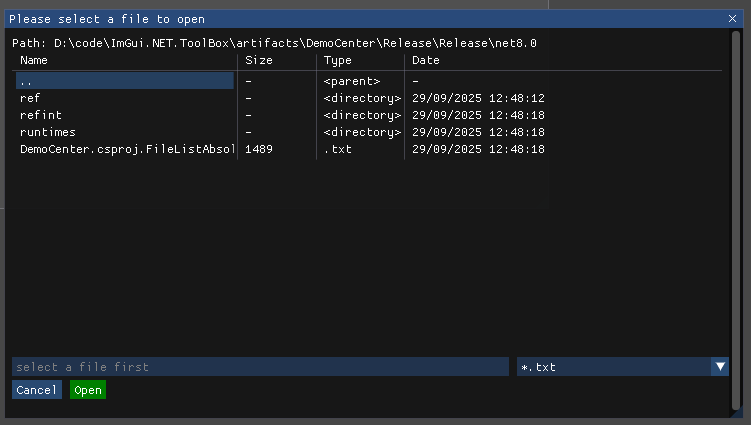 Please select a file to open
Path: D:\code\ImGui.NET.ToolBox\artifacts\DemoCenter\Release\Release\net8.0
Name Size Type Date
.. - <parent> -
ref - <directory> 29/09/2025 12:48:12
refint - <directory> 29/09/2025 12:48:18
runtimes - <directory> 29/09/2025 12:48:18
DemoCenter.csproj.FileListAbsol 1489 .txt 29/09/2025 12:48:18
select a file first *.txt
Cancel Open